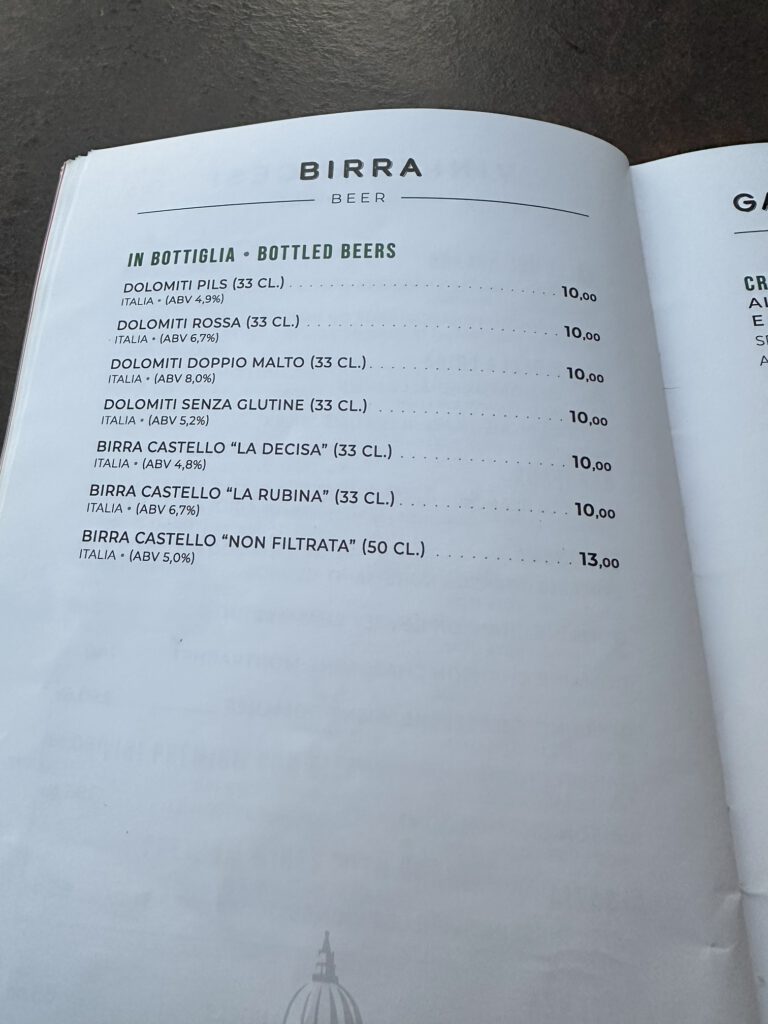 BIRRA
BEER
IN BOTTIGLIA • BOTTLED BEERS
DOLOMITI PILS (33 CL.) 10,00
ITALIA • (ABV 4,9%)
DOLOMITI ROSSA (33 CL.) 10,00
ITALIA • (ABV 6,7%)
DOLOMITI DOPPIO MALTO (33 CL.) 10,00
ITALIA • (ABV 8,0%)
DOLOMITI SENZA GLUTINE (33 CL.) 10,00
ITALIA • (ABV 5,2%)
BIRRA CASTELLO “LA DECISA” (33 CL.) 10,00
ITALIA • (ABV 4,8%)
BIRRA CASTELLO “LA RUBINA” (33 CL.) 10,00
ITALIA • (ABV 6,7%)
BIRRA CASTELLO “NON FILTRATA” (50 CL.) 13,00
ITALIA • (ABV 5,0%)